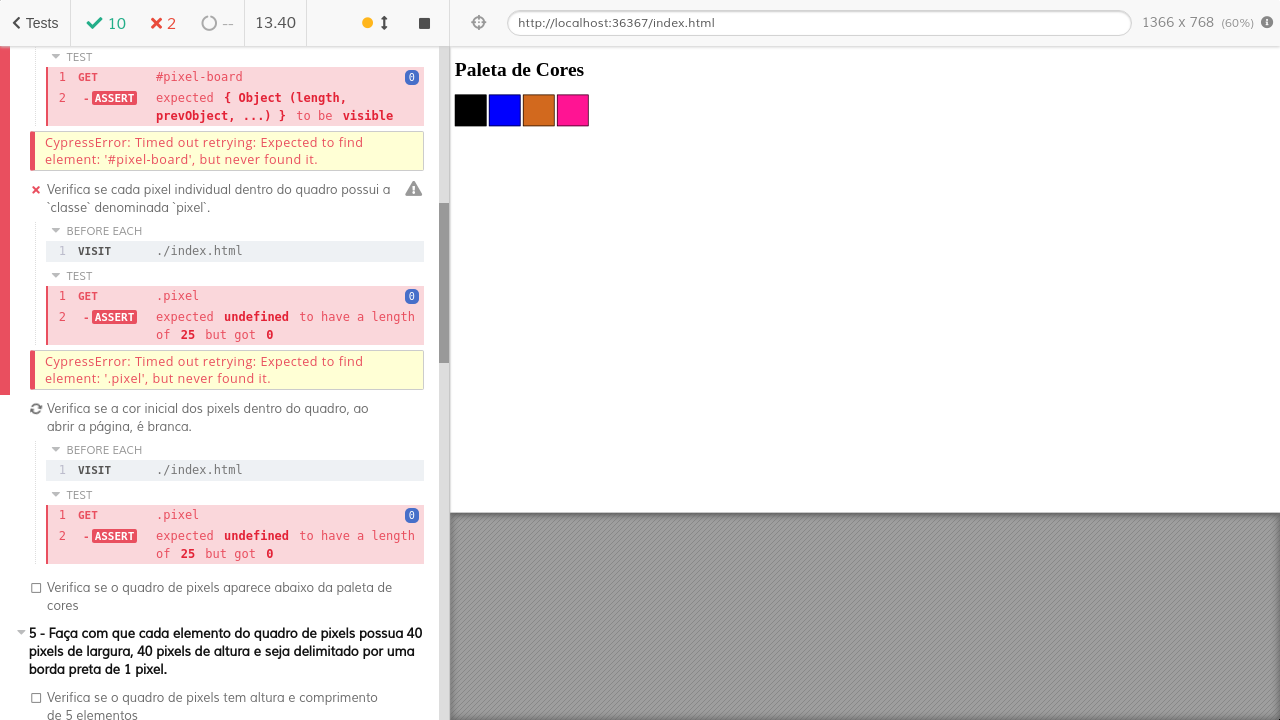 Tests 10 2 -- 13.40 http://localhost:36367/index.html 1366 x 768 (60%)
TEST
1 GET #pixel-board 0
2 -ASSERT expected { Object (length,
prevObject, ...) } to be visible
CypressError: Timed out retrying: Expected to find
element: '#pixel-board', but never found it.
Verifica se cada pixel individual dentro do quadro possui a
`classe` denominada `pixel`.
BEFORE EACH
1 VISIT ./index.html
TEST
1 GET .pixel 0
2 -ASSERT expected undefined to have a length
of 25 but got 0
CypressError: Timed out retrying: Expected to find
element: '.pixel', but never found it.
Verifica se a cor inicial dos pixels dentro do quadro, ao
abrir a página, é branca.
BEFORE EACH
1 VISIT ./index.html
TEST
1 GET .pixel 0
2 -ASSERT expected undefined to have a length
of 25 but got 0
Verifica se o quadro de pixels aparece abaixo da paleta de
cores
5 - Faça com que cada elemento do quadro de pixels possua 40
pixels de largura, 40 pixels de altura e seja delimitado por uma
borda preta de 1 pixel.
Verifica se o quadro de pixels tem altura e comprimento
de 5 elementos
Paleta de Cores